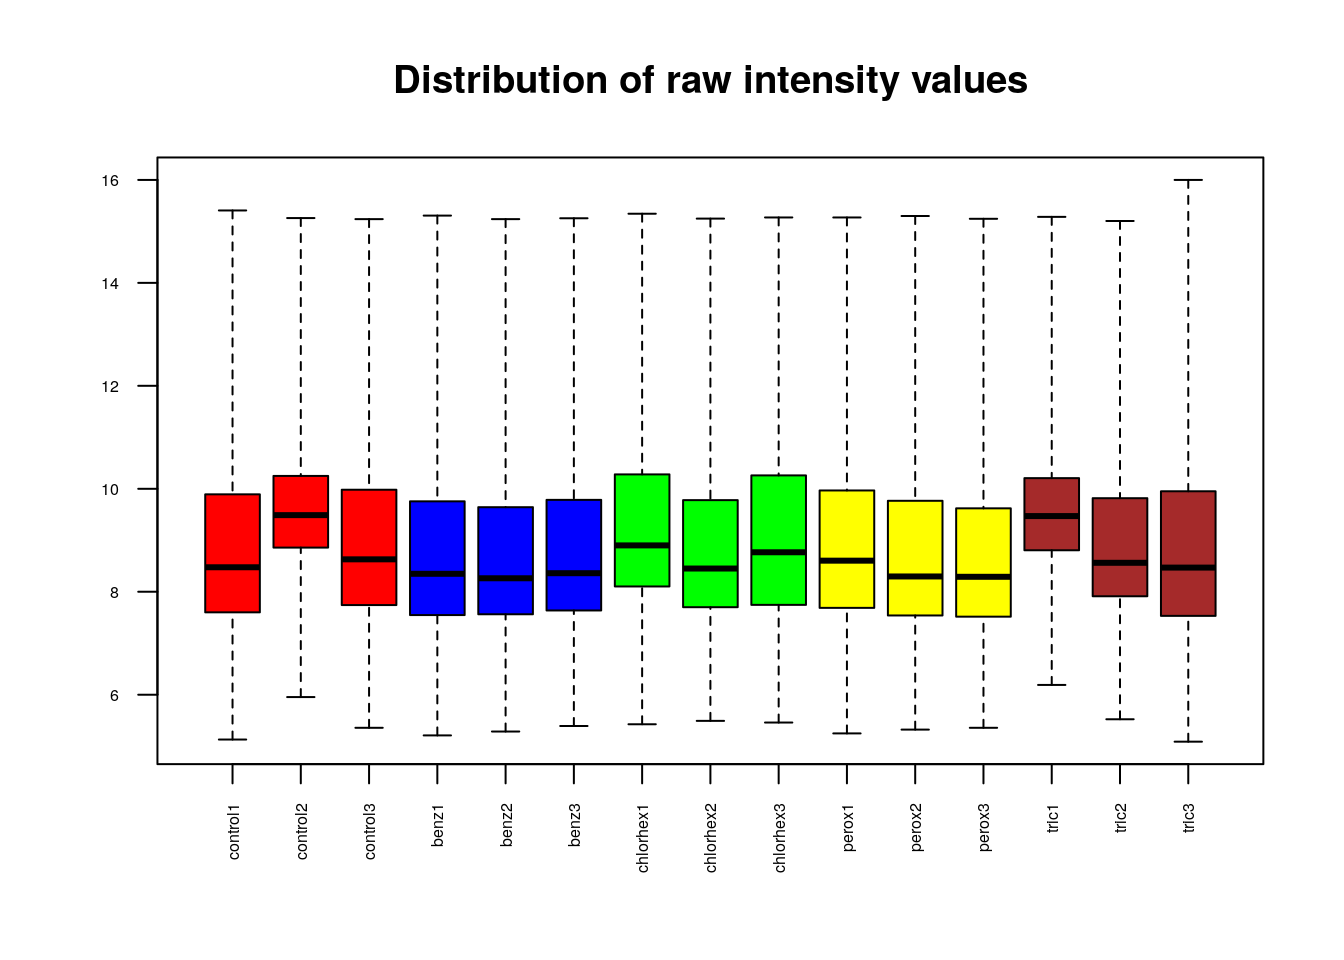 Distribution of raw intensity values
16
14
12
10
8
6
control1
control2
control3
benz1
benz2
benz3
chlorhex1
chlorhex2
chlorhex3
perox1
perox2
perox3
tric1
tric2
tric3